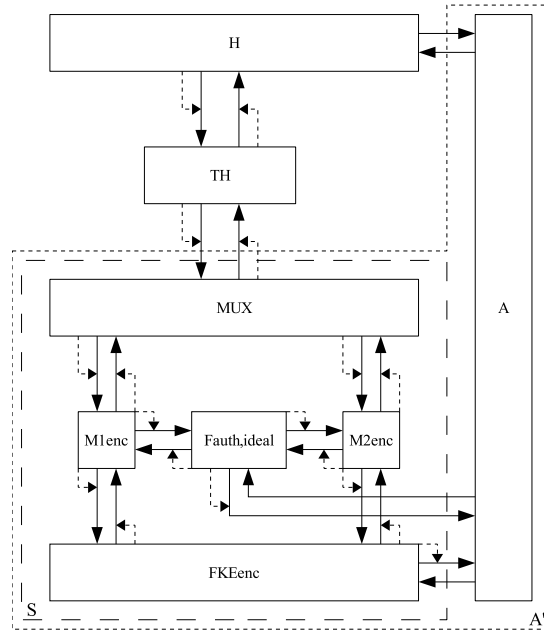 H
TH
MUX
A
M1enc
Fauth,ideal
M2enc
FKEenc
S
A'